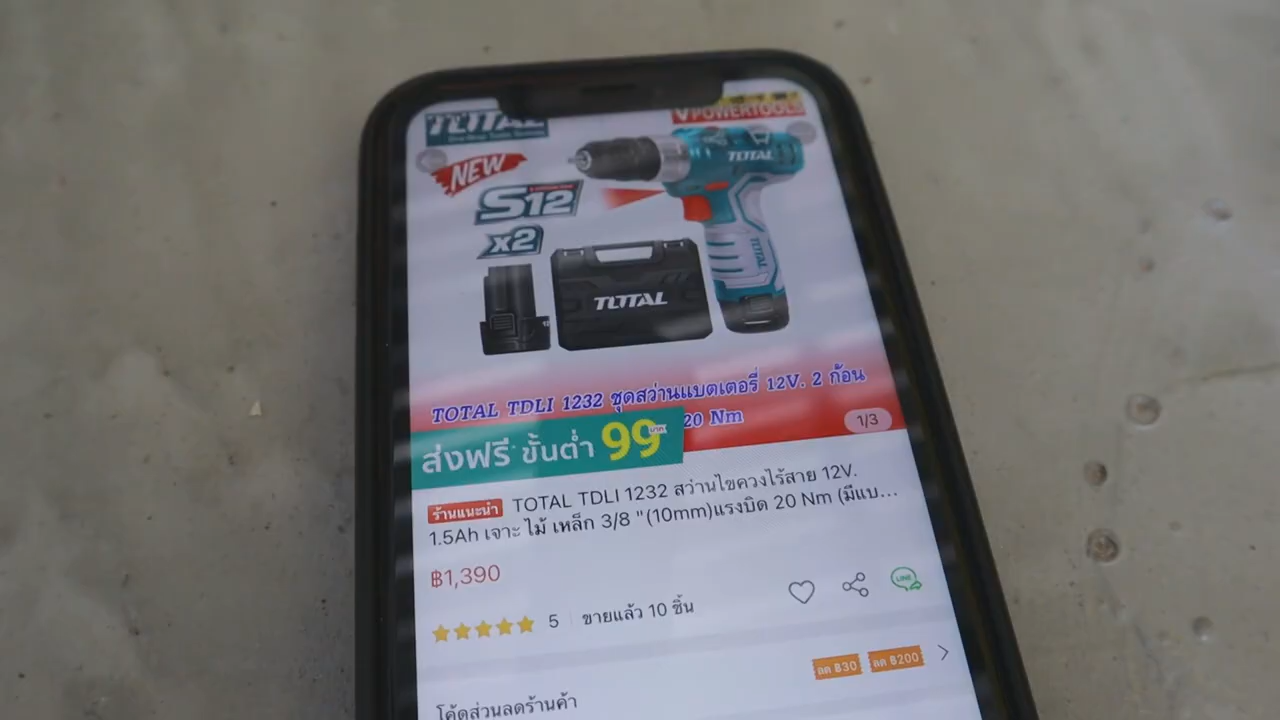 TOTAL
V POWERTOOLS
NEW
TOTAL
S12
x2
TOTAL
TOTAL
TOTAL TDLI 1232 ชุดสว่านแบตเตอรี่ 12V. 2 ก้อน
20 Nm
1/3
ส่งฟรี ขั้นต่ำ 99 บาท
ร้านแนะนำ TOTAL TDLI 1232 สว่านไขควงไร้สาย 12V.
1.5Ah เจาะ ไม้ เหล็ก 3/8 "(10mm)แรงบิด 20 Nm (มีแบ...
฿1,390
5 ขายแล้ว 10 ชิ้น
LINE
ลด ฿30 ลด ฿200
โค้ดส่วนลดร้านค้า